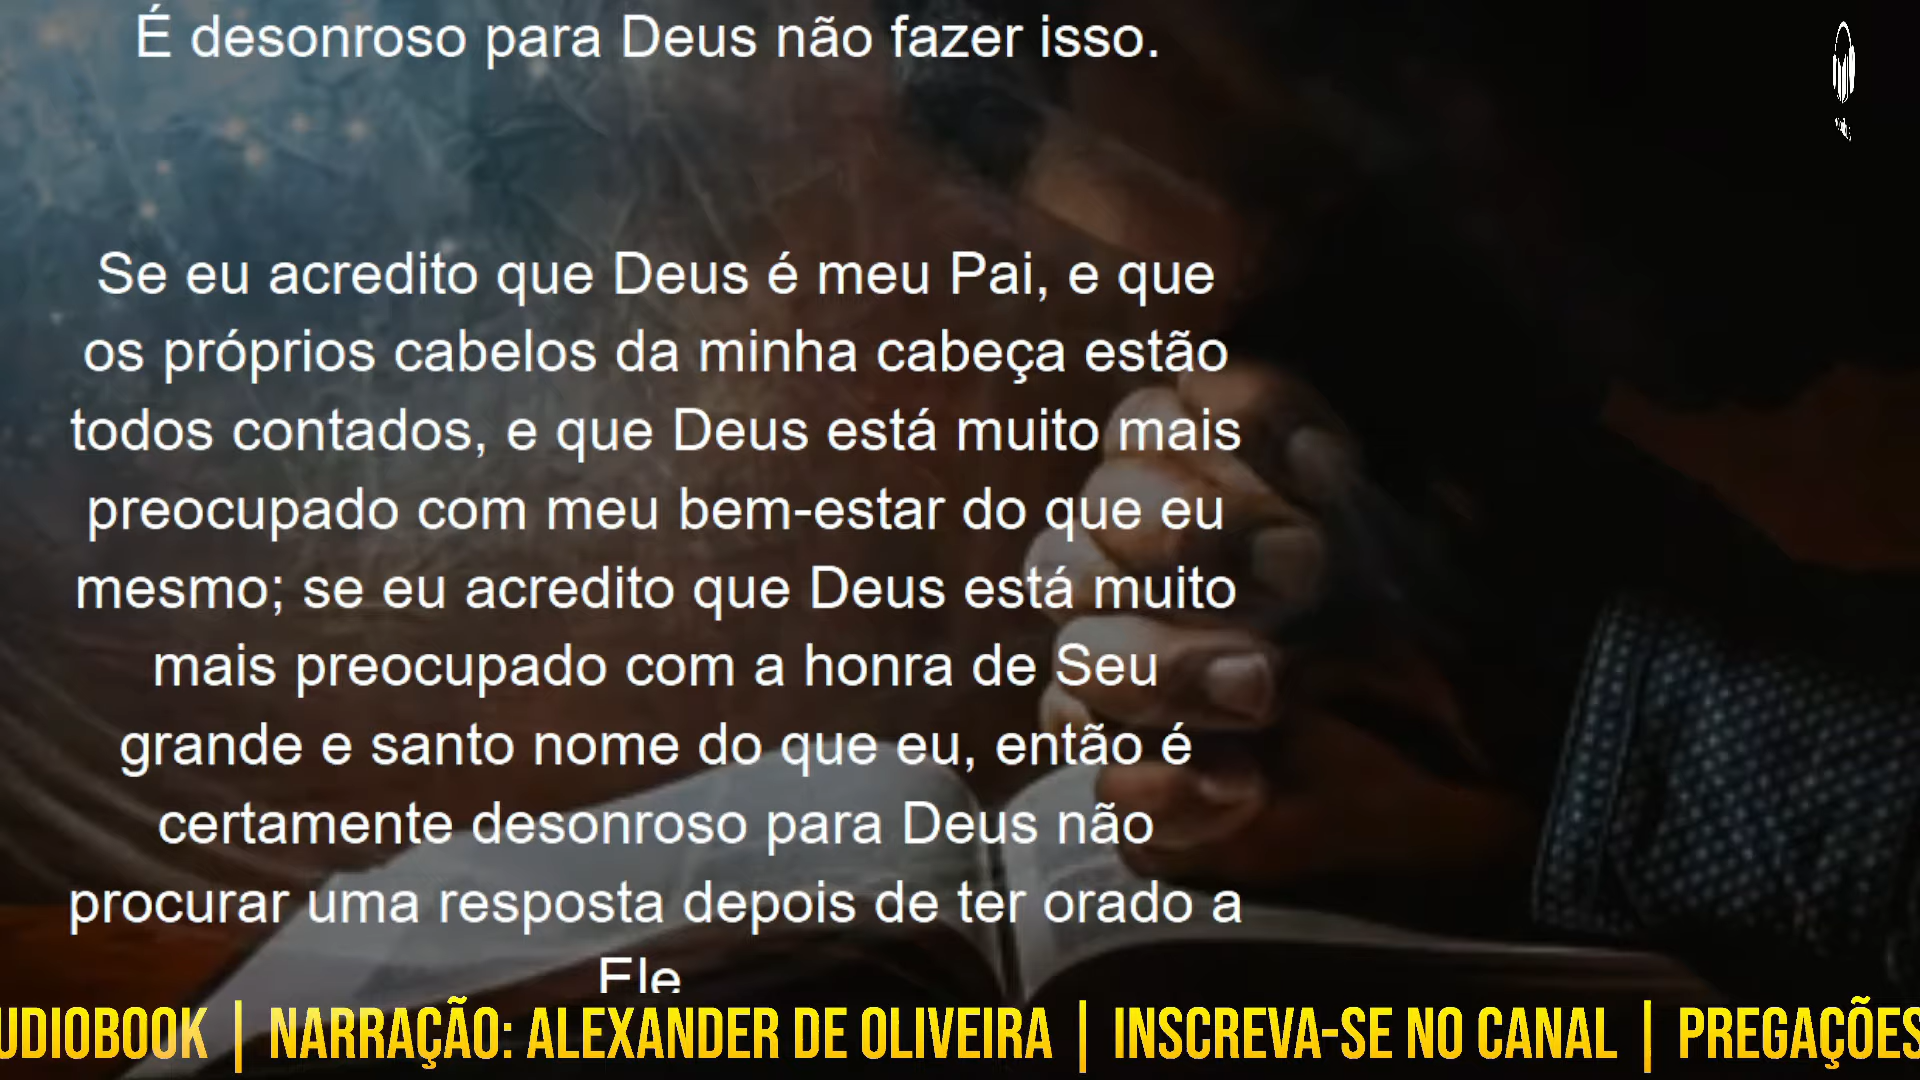 É desonroso para Deus não fazer isso.
Se eu acredito que Deus é meu Pai, e que
os próprios cabelos da minha cabeça estão
todos contados, e que Deus está muito mais
preocupado com meu bem-estar do que eu
mesmo; se eu acredito que Deus está muito
mais preocupado com a honra de Seu
grande e santo nome do que eu, então é
certamente desonroso para Deus não
procurar uma resposta depois de ter orado a
Ele
UDIOBOOK | NARRAÇÃO: ALEXANDER DE OLIVEIRA | INSCREVA-SE NO CANAL | PREGAÇÕES